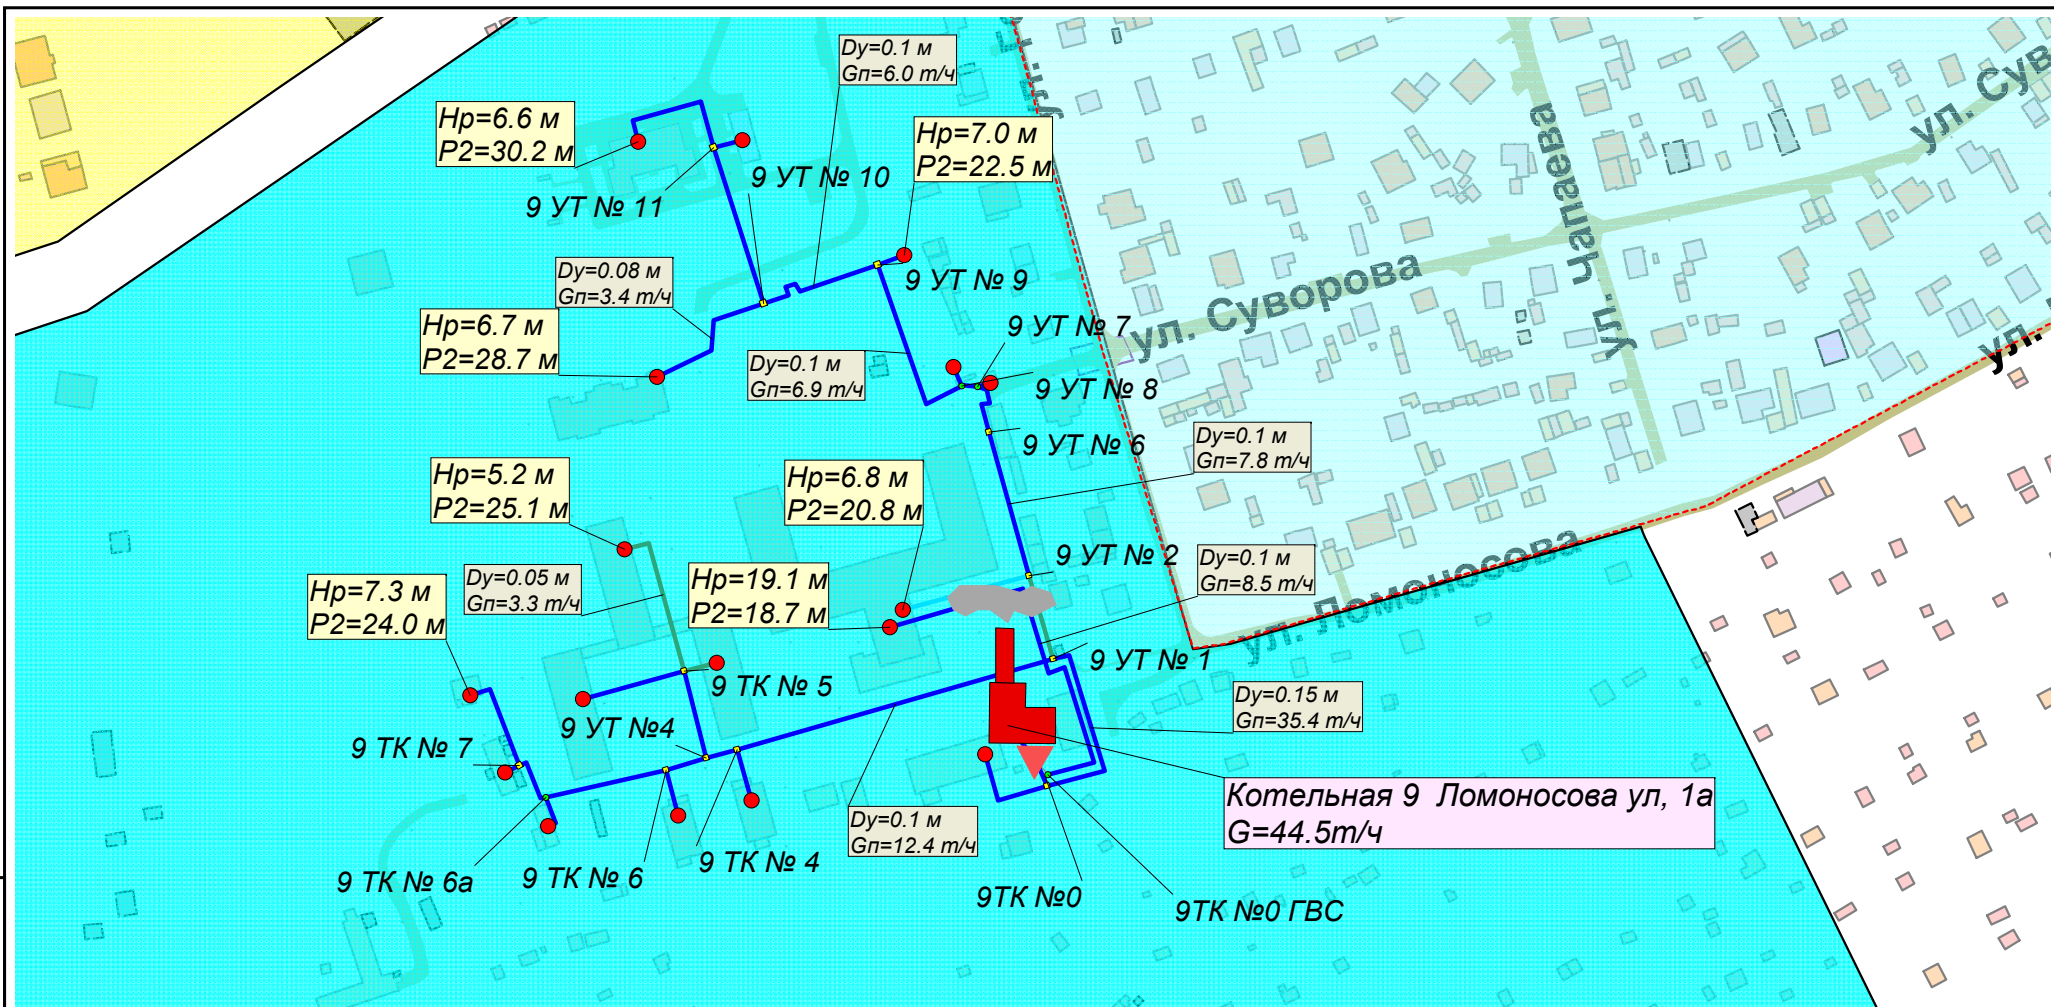 Dy=0.1 м
Gп=6.0 т/ч
Hp=6.6 м
P2=30.2 м
Hp=7.0 м
P2=22.5 м
9 УТ № 10
9 УТ № 11
ул. Сув
ул. Чапаева
Dy=0.08 м
Gп=3.4 т/ч
9 УТ № 9
ул. Суворова
Hp=6.7 м
P2=28.7 м
9 УТ № 7
ул.
Dy=0.1 м
Gп=6.9 т/ч
9 УТ № 8
9 УТ № 6
Dy=0.1 м
Gп=7.8 т/ч
Hp=5.2 м
P2=25.1 м
Hp=6.8 м
P2=20.8 м
9 УТ № 2
Dy=0.1 м
Gп=8.5 т/ч
ул. Ломоносова
Hp=7.3 м
P2=24.0 м
Dy=0.05 м
Gп=3.3 т/ч
Hp=19.1 м
P2=18.7 м
9 УТ № 1
9 ТК № 5
Dy=0.15 м
Gп=35.4 т/ч
9 УТ №4
9 ТК № 7
Котельная 9 Ломоносова ул, 1а
G=44.5т/ч
Dy=0.1 м
Gп=12.4 т/ч
9 ТК № 4
9 ТК № 6
9 ТК № 6а
9ТК №0
9ТК №0 ГВС